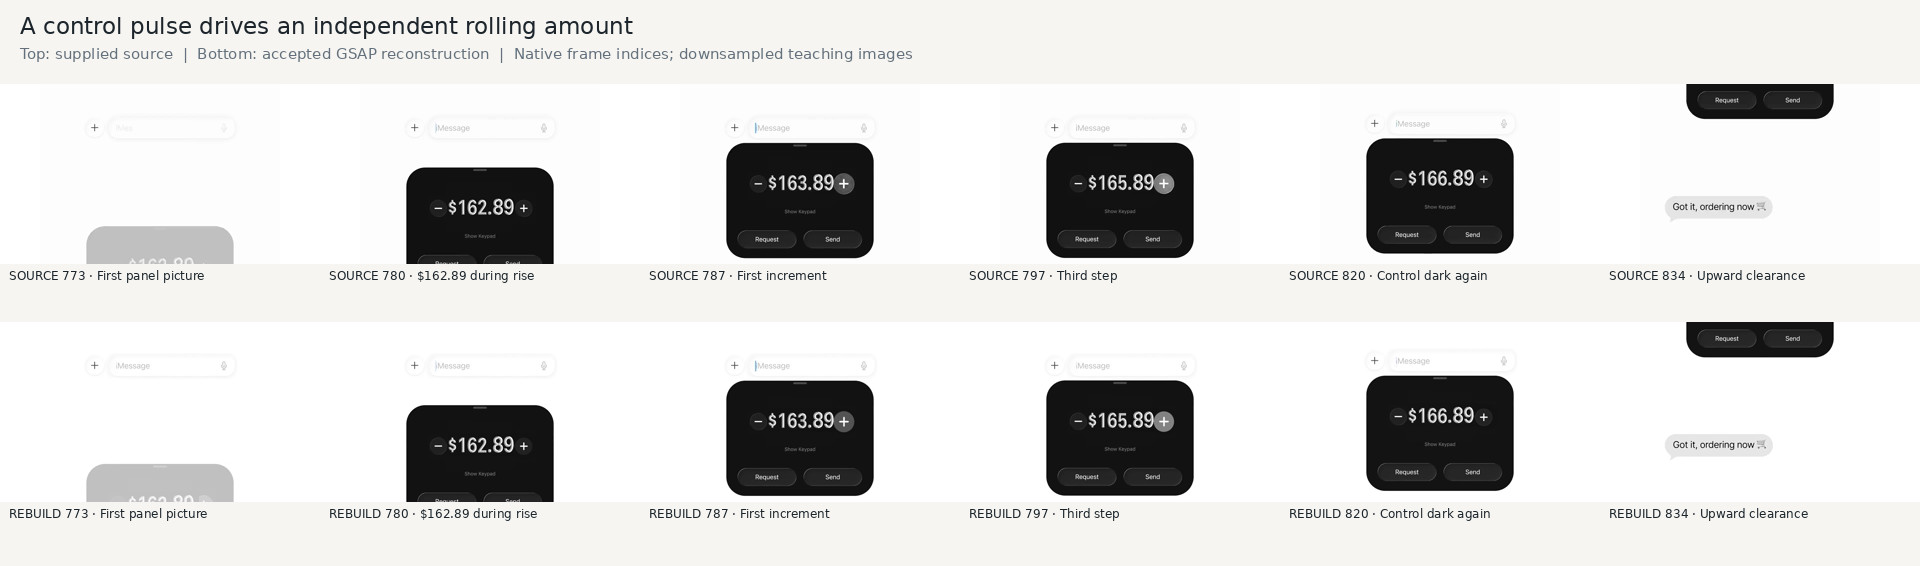 A control pulse drives an independent rolling amount
Top: supplied source | Bottom: accepted GSAP reconstruction | Native frame indices; downsampled teaching images
+
+ iMessage
+ iMessage
+ iMessage
+ iMessage
Request Send
− $162.89 +
Show Keypad
Request Send
− $163.89 +
Show Keypad
Request Send
− $165.89 +
Show Keypad
Request Send
− $166.89 +
Show Keypad
Request Send
Got it, ordering now 🛒
SOURCE 773 · First panel picture
SOURCE 780 · $162.89 during rise
SOURCE 787 · First increment
SOURCE 797 · Third step
SOURCE 820 · Control dark again
SOURCE 834 · Upward clearance
+ iMessage
+ iMessage
+ iMessage
+ iMessage
+ iMessage
Request Send
− $162.89 +
Show Keypad
Request Send
− $163.89 +
Show Keypad
Request Send
− $165.89 +
Show Keypad
Request Send
− $166.89 +
Show Keypad
Request Send
Got it, ordering now 🛒
REBUILD 773 · First panel picture
REBUILD 780 · $162.89 during rise
REBUILD 787 · First increment
REBUILD 797 · Third step
REBUILD 820 · Control dark again
REBUILD 834 · Upward clearance